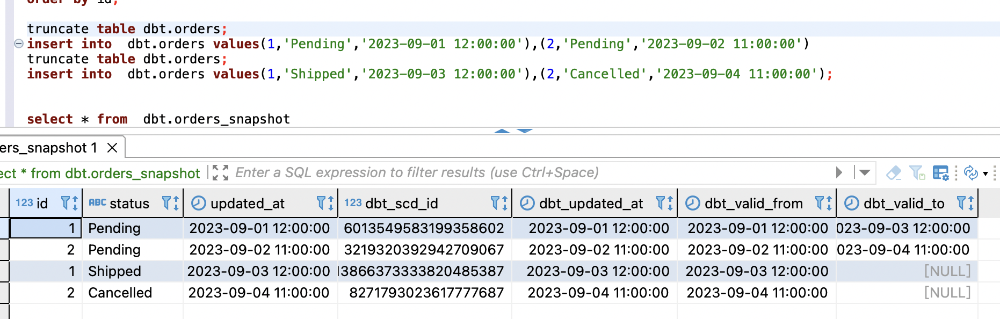 order by id;
truncate table dbt.orders;
insert into  dbt.orders values(1,'Pending','2023-09-01 12:00:00'),(2,'Pending','2023-09-02 11:00:00')
truncate table dbt.orders;
insert into  dbt.orders values(1,'Shipped','2023-09-03 12:00:00'),(2,'Cancelled','2023-09-04 11:00:00');
select * from  dbt.orders_snapshot
ers_snapshot 1
ect * from dbt.orders_snapshot Enter a SQL expression to filter results (use Ctrl+Space)
123 id ABC status updated_at 123 dbt_scd_id dbt_updated_at dbt_valid_from dbt_valid_to
1 Pending 2023-09-01 12:00:00 6013549583199358602 2023-09-01 12:00:00 2023-09-01 12:00:00 023-09-03 12:00:00
2 Pending 2023-09-02 11:00:00 3219320392942709067 2023-09-02 11:00:00 2023-09-02 11:00:00 023-09-04 11:00:00
1 Shipped 2023-09-03 12:00:00 3866373333820485387 2023-09-03 12:00:00 2023-09-03 12:00:00 [NULL]
2 Cancelled 2023-09-04 11:00:00 8271793023617777687 2023-09-04 11:00:00 2023-09-04 11:00:00 [NULL]